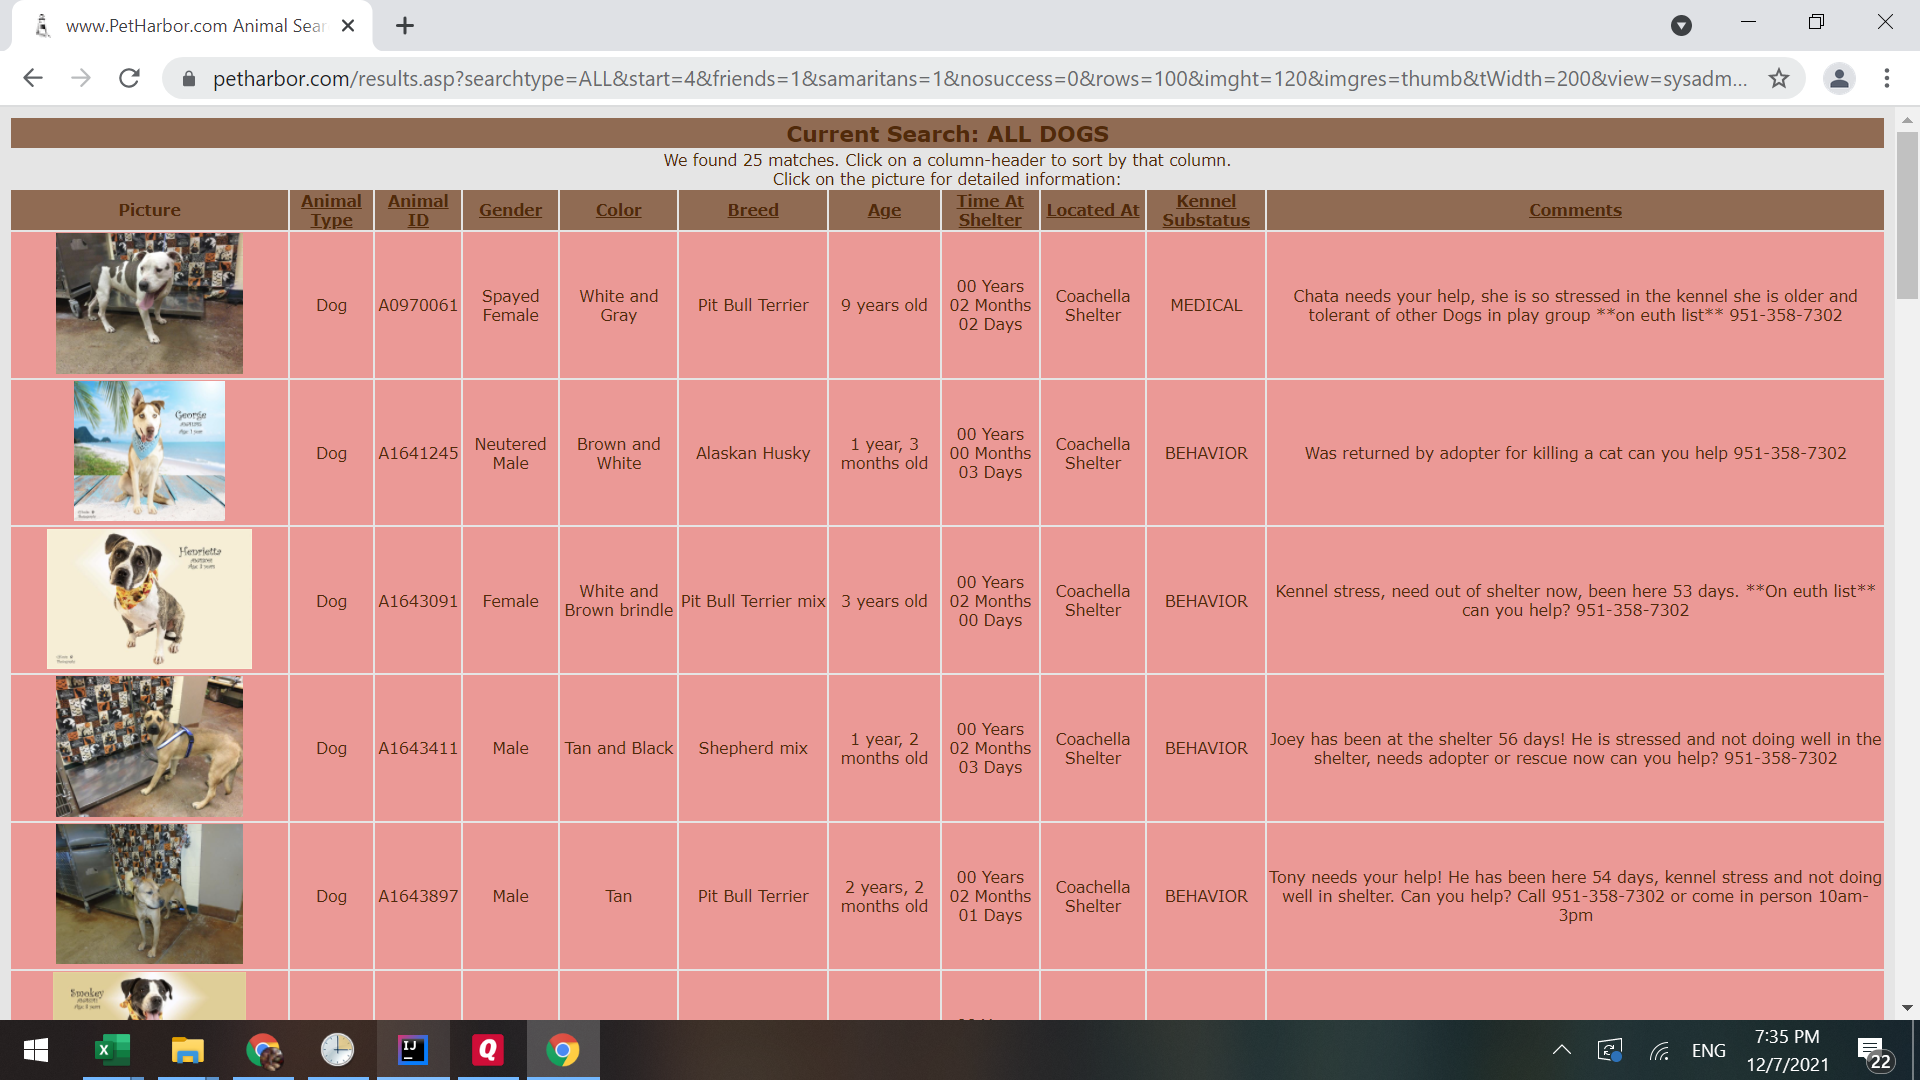 www.PetHarbor.com Animal Sear
petharbor.com/results.asp?searchtype=ALL&start=4&friends=1&samaritans=1&nosuccess=0&rows=100&imght=120&imgres=thumb&tWidth=200&view=sysadm...
Current Search: ALL DOGS
We found 25 matches. Click on a column-header to sort by that column.
Click on the picture for detailed information:
Picture
Animal
Type
Animal
ID
Gender
Color
Breed
Age
Time At
Shelter
Located At
Kennel
Substatus
Comments
Dog
A0970061
Spayed
Female
White and
Gray
Pit Bull Terrier
9 years old
00 Years
02 Months
02 Days
Coachella
Shelter
MEDICAL
Chata needs your help, she is so stressed in the kennel she is older and
tolerant of other Dogs in play group **on euth list** 951-358-7302
George
Dog
A1641245
Neutered
Male
Brown and
White
Alaskan Husky
1 year, 3
months old
00 Years
00 Months
03 Days
Coachella
Shelter
BEHAVIOR
Was returned by adopter for killing a cat can you help 951-358-7302
Henrietta
Dog
A1643091
Female
White and
Brown brindle
Pit Bull Terrier mix
3 years old
00 Years
02 Months
00 Days
Coachella
Shelter
BEHAVIOR
Kennel stress, need out of shelter now, been here 53 days. **On euth list**
can you help? 951-358-7302
Dog
A1643411
Male
Tan and Black
Shepherd mix
1 year, 2
months old
00 Years
02 Months
03 Days
Coachella
Shelter
BEHAVIOR
Joey has been at the shelter 56 days! He is stressed and not doing well in the
shelter, needs adopter or rescue now can you help? 951-358-7302
Dog
A1643897
Male
Tan
Pit Bull Terrier
2 years, 2
months old
00 Years
02 Months
01 Days
Coachella
Shelter
BEHAVIOR
Tony needs your help! He has been here 54 days, kennel stress and not doing
well in shelter. Can you help? Call 951-358-7302 or come in person 10am-
3pm
Smokey
ENG
7:35 PM
12/7/2021
22